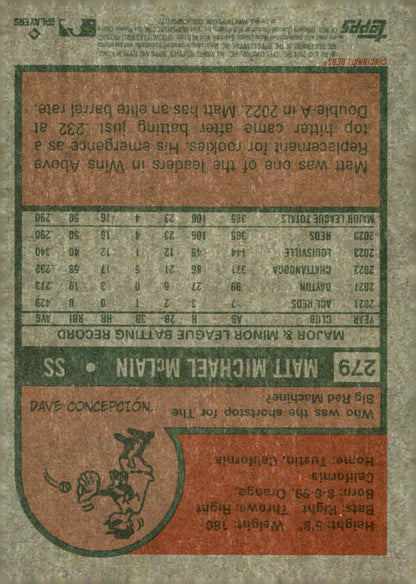 Height: 5'8" Weight: 180
Bats: Right Throws: Right
Born: 8-6-99, Orange,
California
Home: Tustin, California
Who was the shortstop for The
Big Red Machine?
DAVE CONCEPCIÓN.
279 MATT MICHAEL McLAIN • SS
MAJOR & MINOR LEAGUE BATTING RECORD
YEAR CLUB AB H 2B 3B HR RBI AVG
2021 ACL REDS 7 3 2 0 0 0 .429
2021 DAYTON 99 27 6 0 3 19 .273
2022 CHATTANOOGA 371 86 21 5 17 58 .232
2023 LOUISVILLE 144 49 12 0 12 40 .340
2023 REDS 365 106 23 4 16 50 .290
MAJOR LEAGUE TOTALS 365 106 23 4 16 50 .290
Matt was one of the leaders in Wins Above
Replacement for rookies. His emergence as a
top hitter came after batting just .232 at
Double-A in 2022. Matt has an elite barrel rate.
CINCINNATI REDS®
topps
PLAYERS